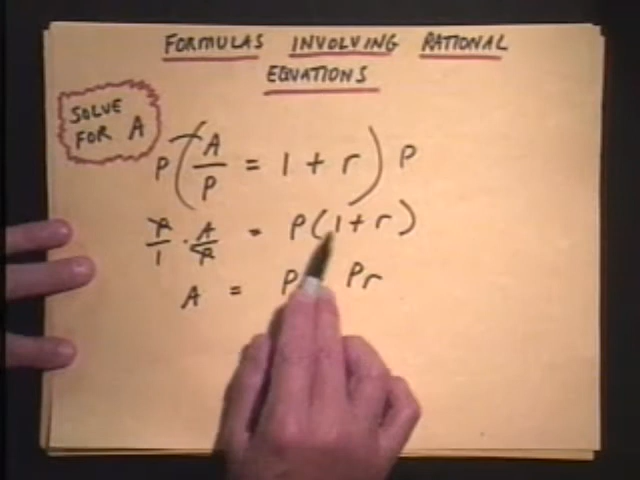 FORMULAS INVOLVING RATIONAL
EQUATIONS
SOLVE
FOR A
P(A/P = 1 + r)P
P/1 · A/P = P(1 + r)
A = P Pr